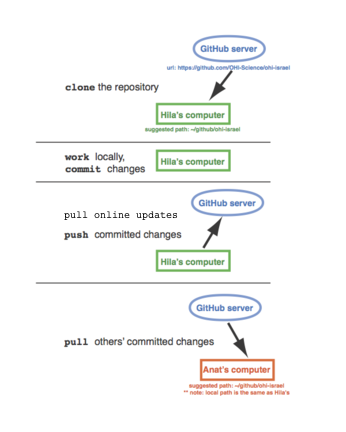 GitHub server
url: https://github.com/OHI-Science/ohi-israel
clone the repository
Hila's computer
suggested path: ~/github/ohi-israel
work locally,
commit changes
Hila's computer
GitHub server
pull online updates
push committed changes
Hila's computer
GitHub server
pull others' committed changes
Anat's computer
suggested path: ~/github/ohi-israel
** note: local path is the same as Hila's